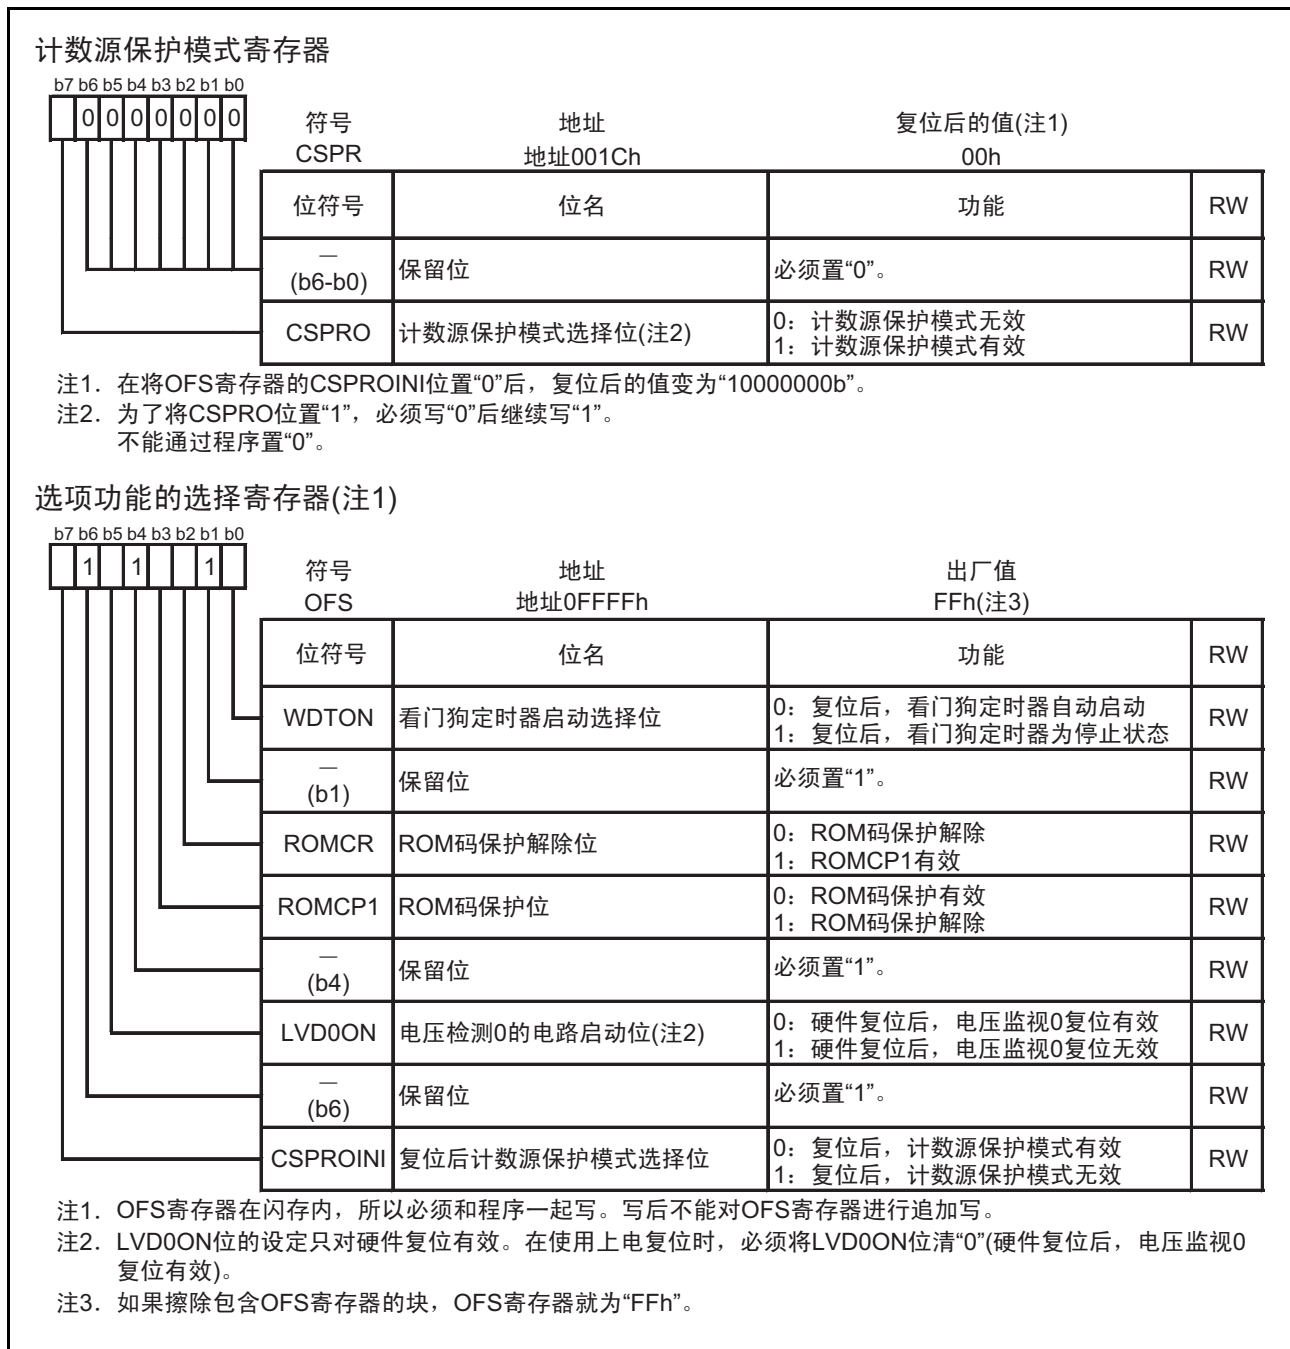 计数源保护模式寄存器
b7 b6 b5 b4 b3 b2 b1 b0
0 0 0 0 0 0 0
符号 地址 复位后的值(注1)
CSPR 地址001Ch 00h
位符号 位名 功能 RW
—
(b6-b0) 保留位 必须置“0”。 RW
CSPRO 计数源保护模式选择位(注2) 0：计数源保护模式无效 RW
1：计数源保护模式有效
注1．在将OFS寄存器的CSPROINI位置“0”后，复位后的值变为“10000000b”。
注2．为了将CSPRO位置“1”，必须写“0”后继续写“1”。
不能通过程序置“0”。
选项功能的选择寄存器(注1)
b7 b6 b5 b4 b3 b2 b1 b0
1 1 1
符号 地址 出厂值
OFS 地址0FFFFh FFh(注3)
位符号 位名 功能 RW
WDTON 看门狗定时器启动选择位 0：复位后，看门狗定时器自动启动 RW
1：复位后，看门狗定时器为停止状态
—
(b1) 保留位 必须置“1”。 RW
ROMCR ROM码保护解除位 0：ROM码保护解除 RW
1：ROMCP1有效
ROMCP1 ROM码保护位 0：ROM码保护有效 RW
1：ROM码保护解除
—
(b4) 保留位 必须置“1”。 RW
LVD0ON 电压检测0的电路启动位(注2) 0：硬件复位后，电压监视0复位有效 RW
1：硬件复位后，电压监视0复位无效
—
(b6) 保留位 必须置“1”。 RW
CSPROINI 复位后计数源保护模式选择位 0：复位后，计数源保护模式有效 RW
1：复位后，计数源保护模式无效
注1．OFS寄存器在闪存内，所以必须和程序一起写。写后不能对OFS寄存器进行追加写。
注2．LVD0ON位的设定只对硬件复位有效。在使用上电复位时，必须将LVD0ON位清“0”(硬件复位后，电压监视0
复位有效)。
注3．如果擦除包含OFS寄存器的块，OFS寄存器就为“FFh”。